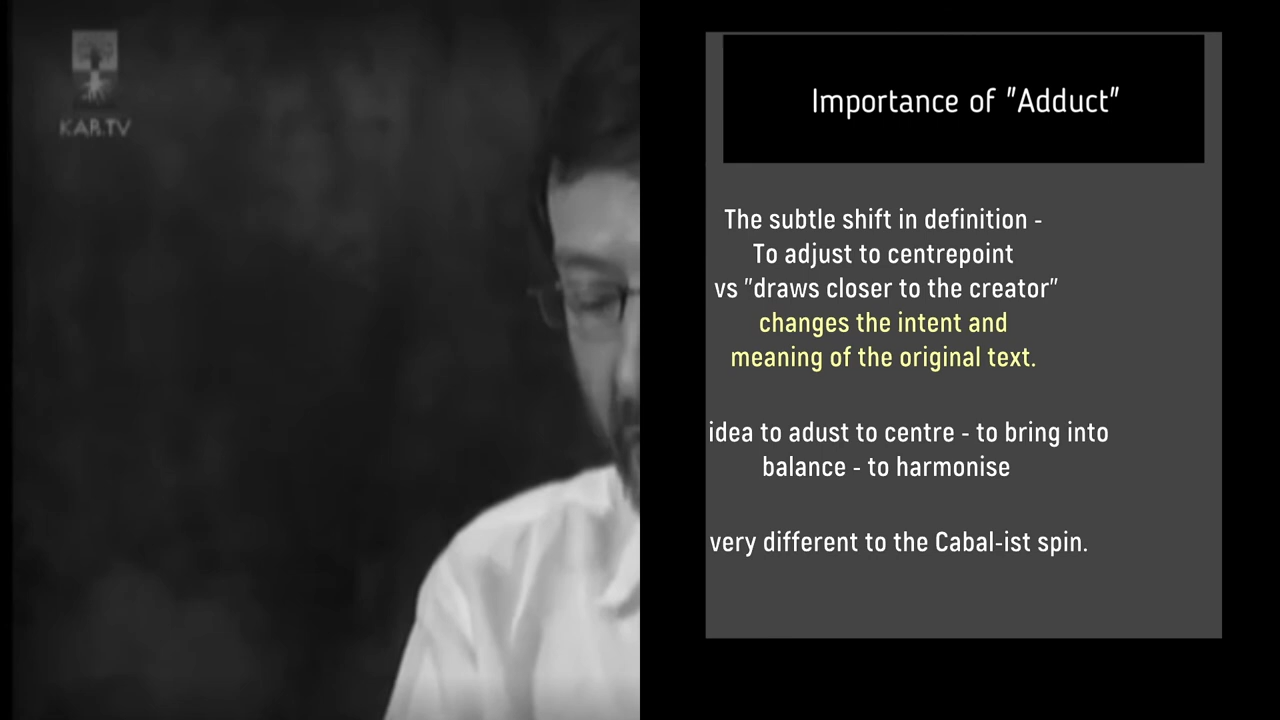 KAB.TV
Importance of "Adduct"
The subtle shift in definition -
To adjust to centrepoint
vs "draws closer to the creator"
changes the intent and
meaning of the original text.
idea to adust to centre - to bring into
balance - to harmonise
very different to the Cabal-ist spin.